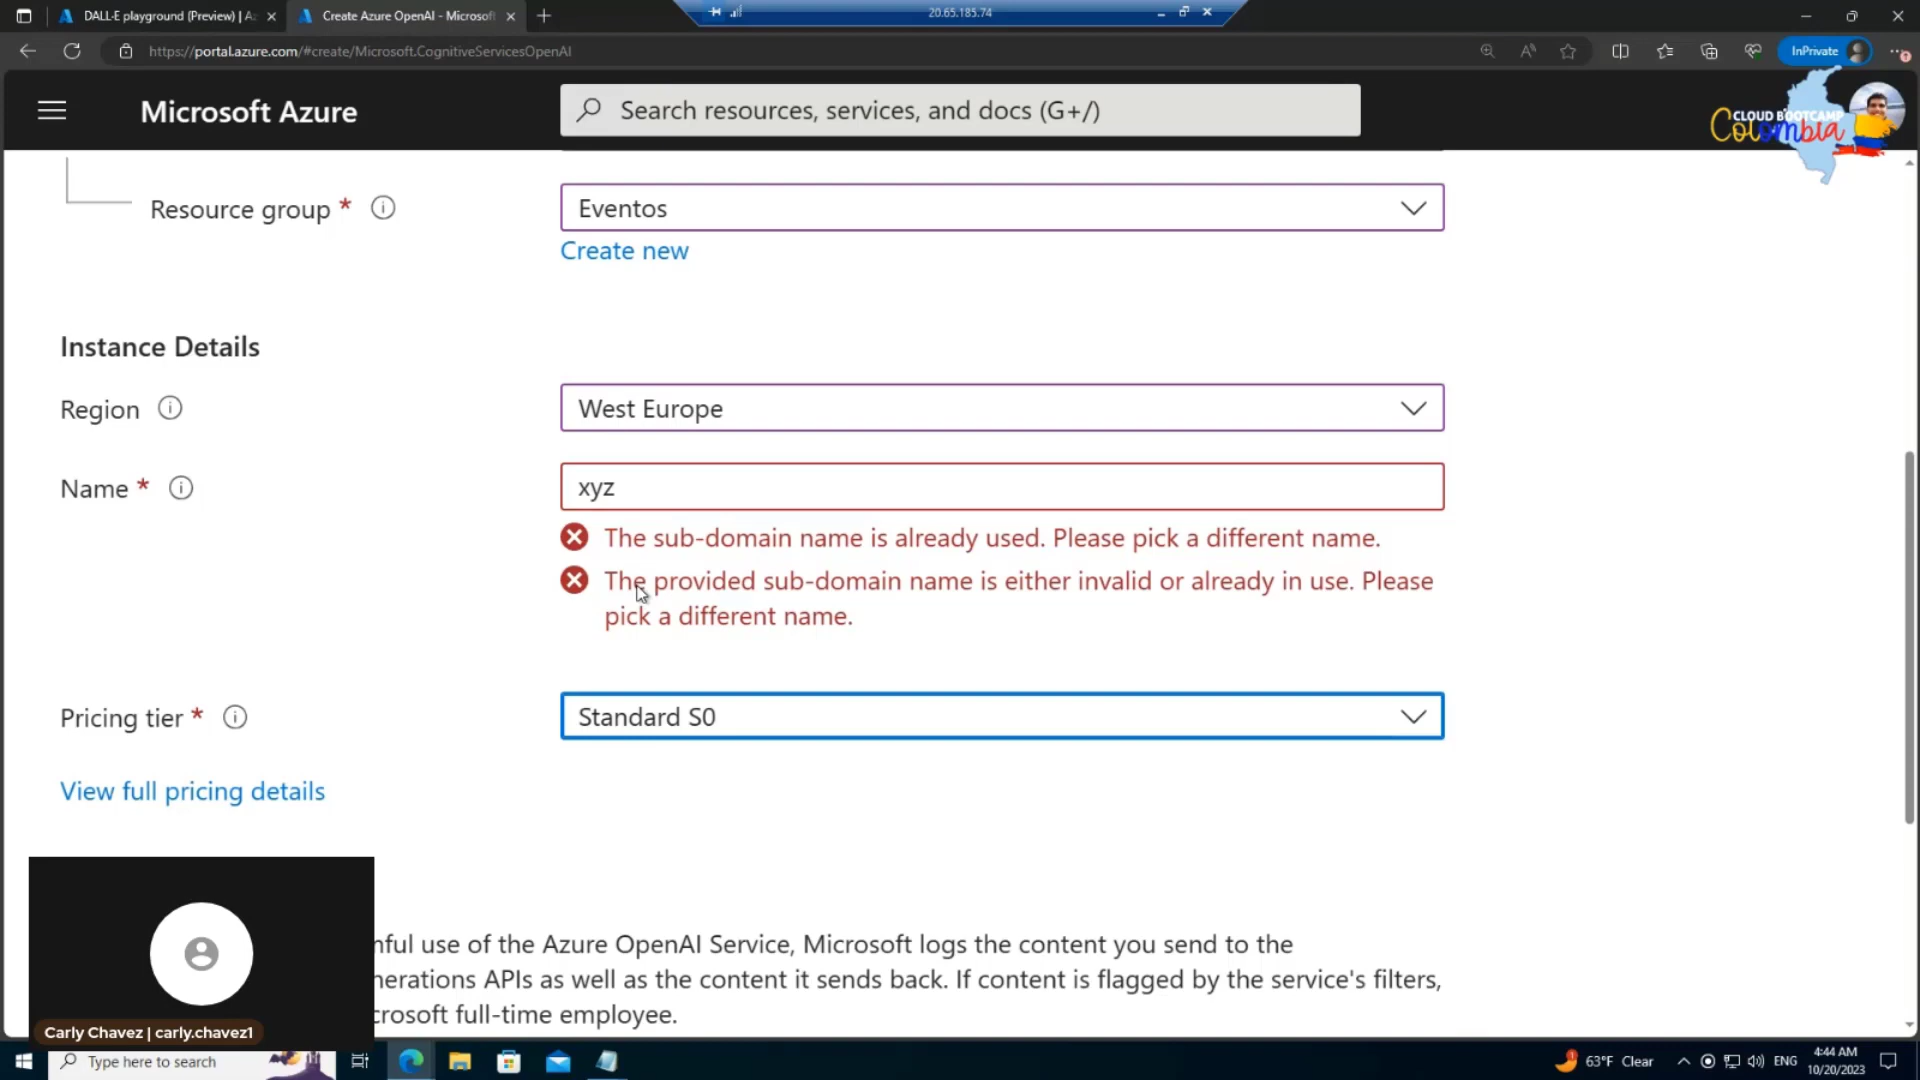 DALL·E playground (Preview) | Az
Create Azure OpenAI - Microsoft
20.65.185.74
https://portal.azure.com/#create/Microsoft.CognitiveServicesOpenAI
InPrivate
Microsoft Azure
Search resources, services, and docs (G+/)
CLOUD BOOTCAMP
Colombia
Resource group *
Eventos
Create new
Instance Details
Region
West Europe
Name *
xyz
The sub-domain name is already used. Please pick a different name.
The provided sub-domain name is either invalid or already in use. Please
pick a different name.
Pricing tier *
Standard S0
View full pricing details
nful use of the Azure OpenAI Service, Microsoft logs the content you send to the
nerations APIs as well as the content it sends back. If content is flagged by the service's filters,
crosoft full-time employee.
Carly Chavez | carly.chavez1
Type here to search
63°F Clear
ENG
4:44 AM
10/20/2023